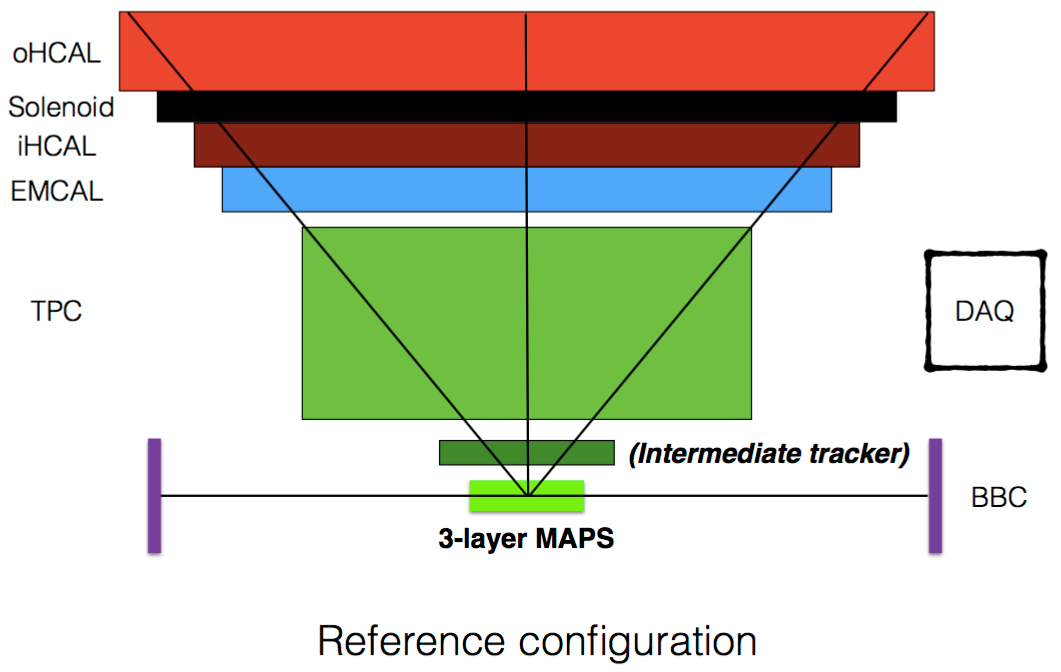 oHCAL
Solenoid
iHCAL
EMCAL
TPC
DAQ
(Intermediate tracker)
BBC
3-layer MAPS
Reference configuration